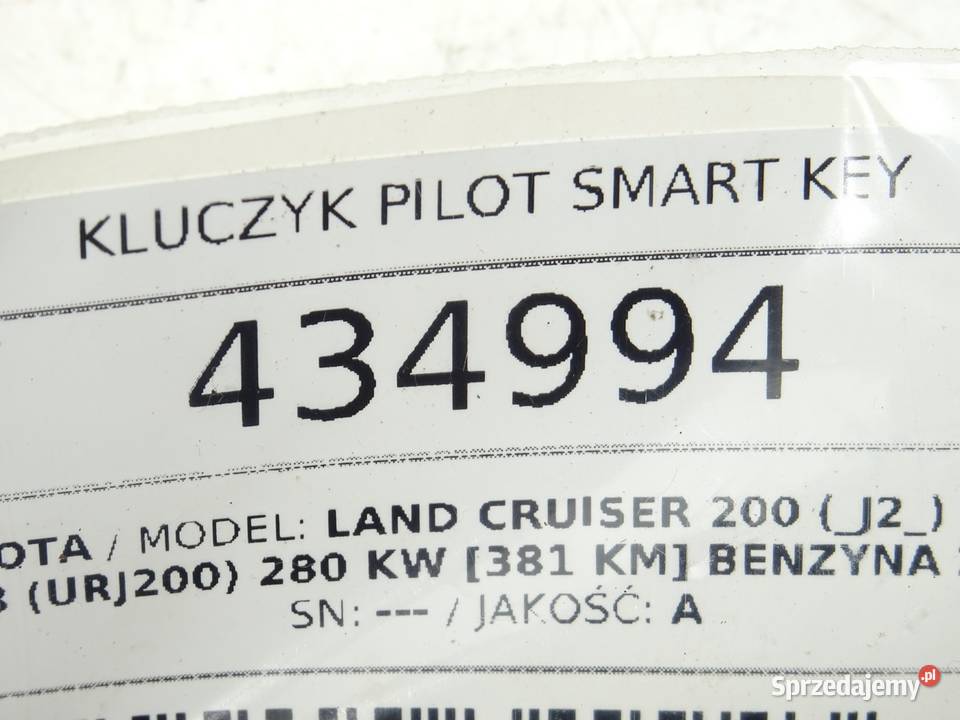 KLUCZYK PILOT SMART KEY
434994
OTA / MODEL: LAND CRUISER 200 (_J2_)
(URJ200) 280 KW [381 KM] BENZYNA
SN: --- / JAKOŚĆ: A
Sprzedajemy.pl